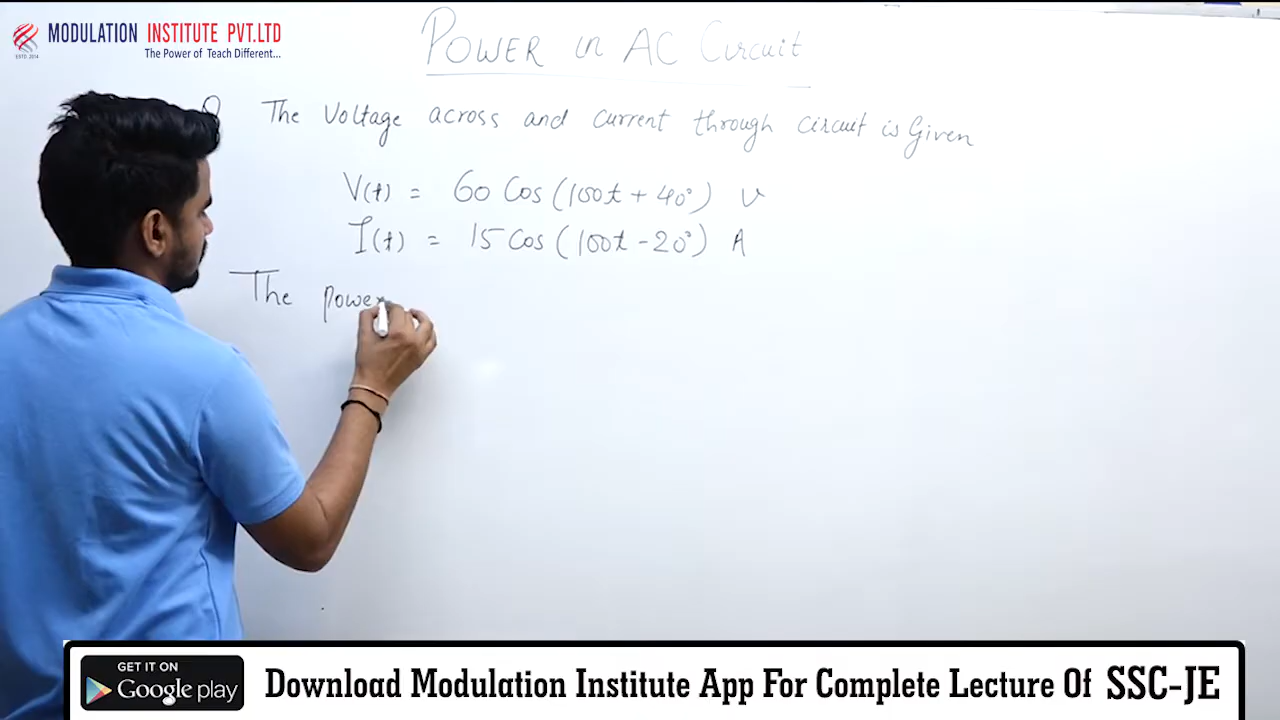 MODULATION INSTITUTE PVT.LTD
The Power of Teach Different...
ESTD. 2014
POWER in AC Circuit
Q The Voltage across and current through circuit is Given
V(t) = 60 Cos (100t + 40°) v
I(t) = 15 Cos (100t - 20°) A
The power
GET IT ON
Google play
Download Modulation Institute App For Complete Lecture Of SSC-JE